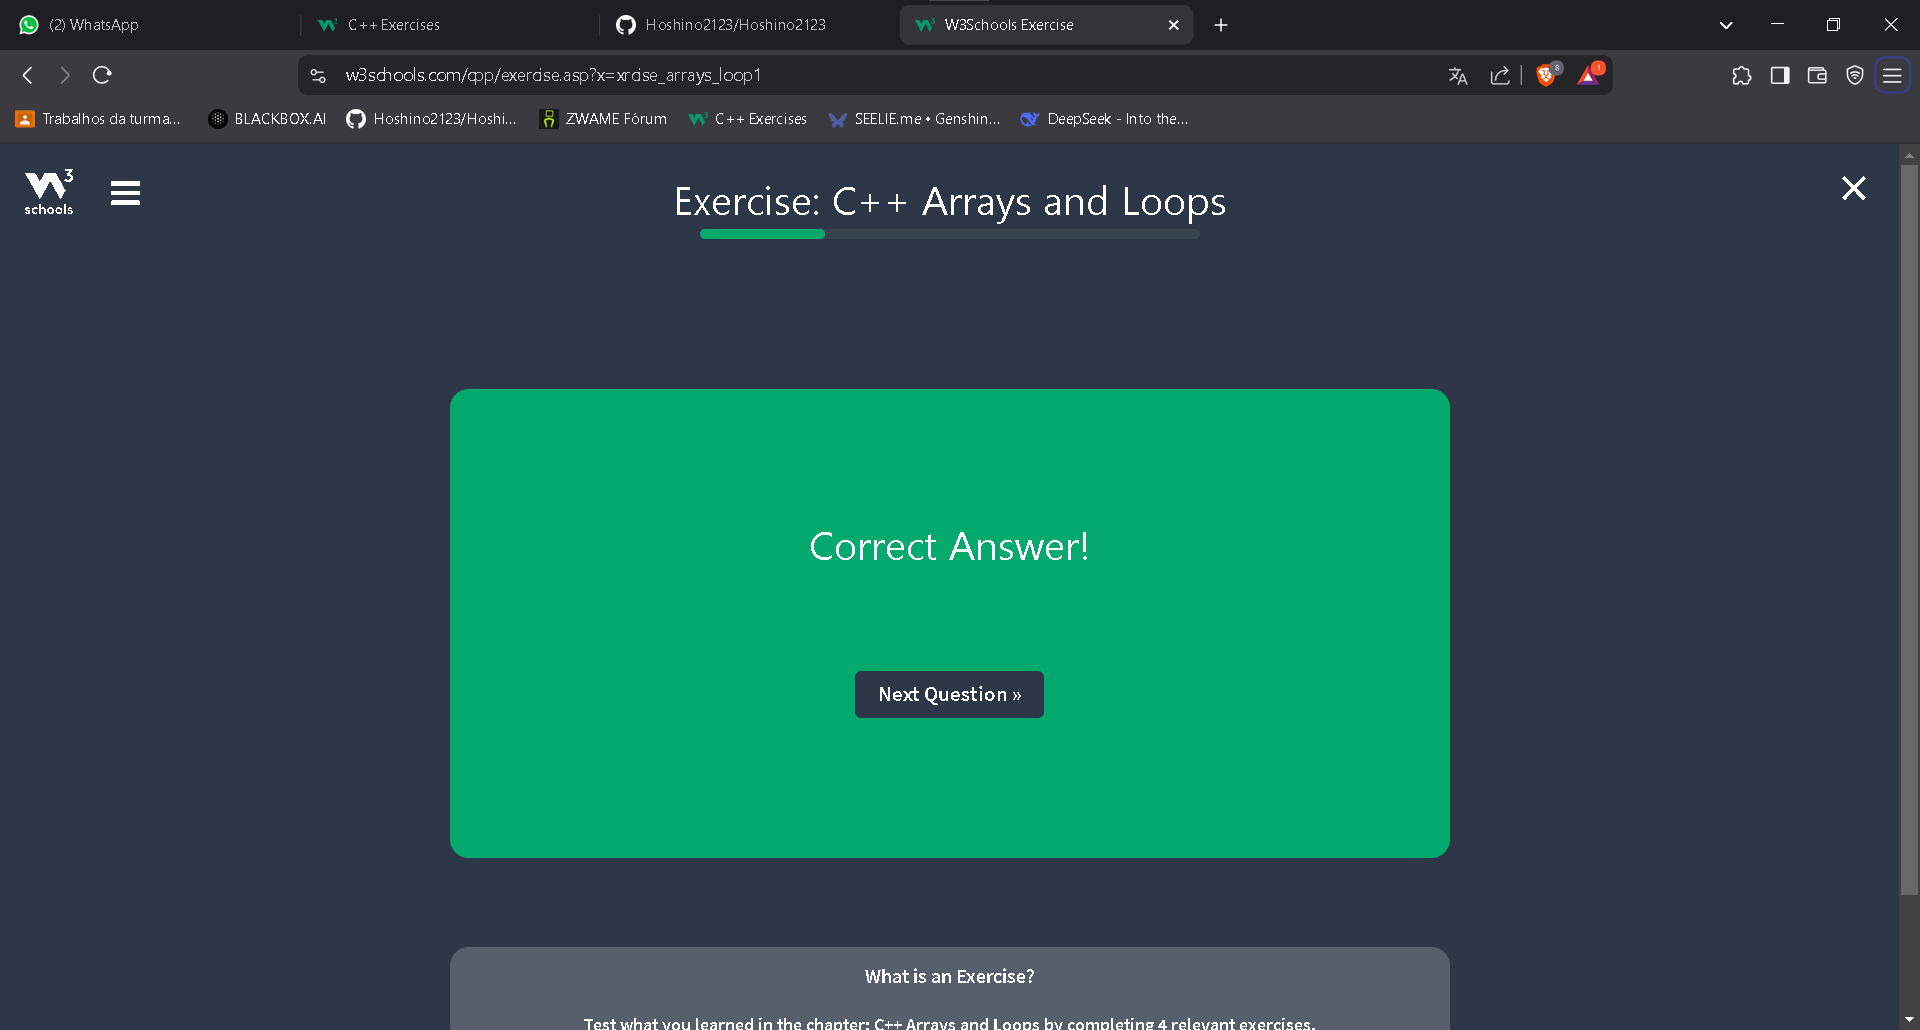 (2) WhatsApp
C++ Exercises
Hoshino2123/Hoshino2123
W3Schools Exercise
w3schools.com/cpp/exercise.asp?x=xrcise_arrays_loop1
8
1
Trabalhos da turma...
BLACKBOX.AI
Hoshino2123/Hoshi...
ZWAME Fórum
C++ Exercises
SEELIE.me • Genshin...
DeepSeek - Into the...
3
schools
Exercise: C++ Arrays and Loops
Correct Answer!
Next Question »
What is an Exercise?
Test what you learned in the chapter: C++ Arrays and Loops by completing 4 relevant exercises.